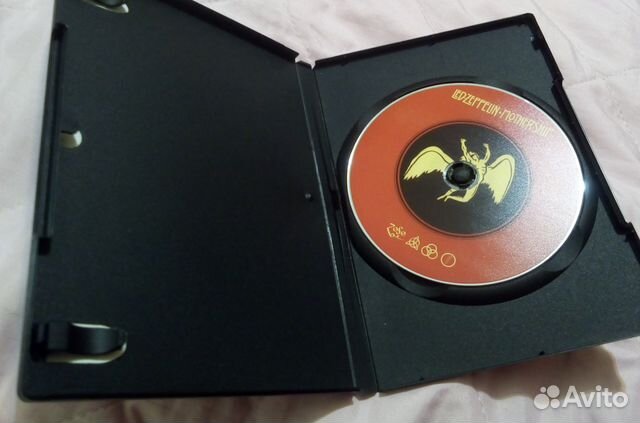 LED ZEPPELIN · MOTHERSHIP
Avito